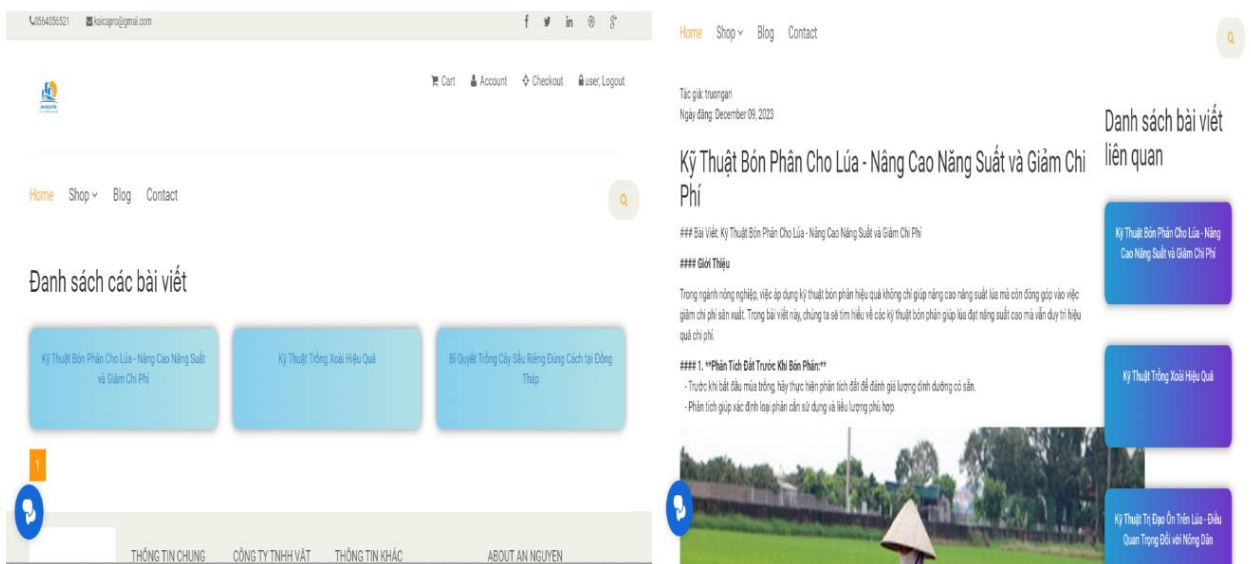 0564056521 kaicapro@gmai.com
Cart Account Checkout user, Logout
Home Shop Blog Contact
Danh sách các bài viết
Kỹ Thuật Bón Phân Cho Lúa - Nâng Cao Năng Suất
và Giảm Chi Phí
Kỹ Thuật Trồng Xoài Hiệu Quả
Bí Quyết Trồng Cây Sầu Riêng Đúng Cách tại Đồng
Tháp
1
THÔNG TIN CHUNG
CÔNG TY TNHH VẬT
THÔNG TIN KHÁC
ABOUT AN NGUYEN
Home Shop Blog Contact
Tác giả: truongan
Ngày đăng: December 09, 2023
Kỹ Thuật Bón Phân Cho Lúa - Nâng Cao Năng Suất và Giảm Chi
Phí
### Bài Viết: Kỹ Thuật Bón Phân Cho Lúa - Nâng Cao Năng Suất và Giảm Chi Phí
#### Giới Thiệu
Trong ngành nông nghiệp, việc áp dụng kỹ thuật bón phân hiệu quả không chỉ giúp nâng cao năng suất lúa mà còn đóng góp vào việc
giảm chi phí sản xuất. Trong bài viết này, chúng ta sẽ tìm hiểu về các kỹ thuật bón phân giúp lúa đạt năng suất cao mà vẫn duy trì hiệu
quả chi phí.
#### 1. **Phân Tích Đất Trước Khi Bón Phân:**
- Trước khi bắt đầu mùa trồng, hãy thực hiện phân tích đất để đánh giá lượng dinh dưỡng có sẵn.
- Phân tích giúp xác định loại phân cần sử dụng và liều lượng phù hợp.
Danh sách bài viết
liên quan
Kỹ Thuật Bón Phân Cho Lúa - Nâng
Cao Năng Suất và Giảm Chi Phí
Kỹ Thuật Trồng Xoài Hiệu Quả
Kỹ Thuật Trị Đạo Ôn Trên Lúa - Điều
Quan Trọng Đối với Nông Dân